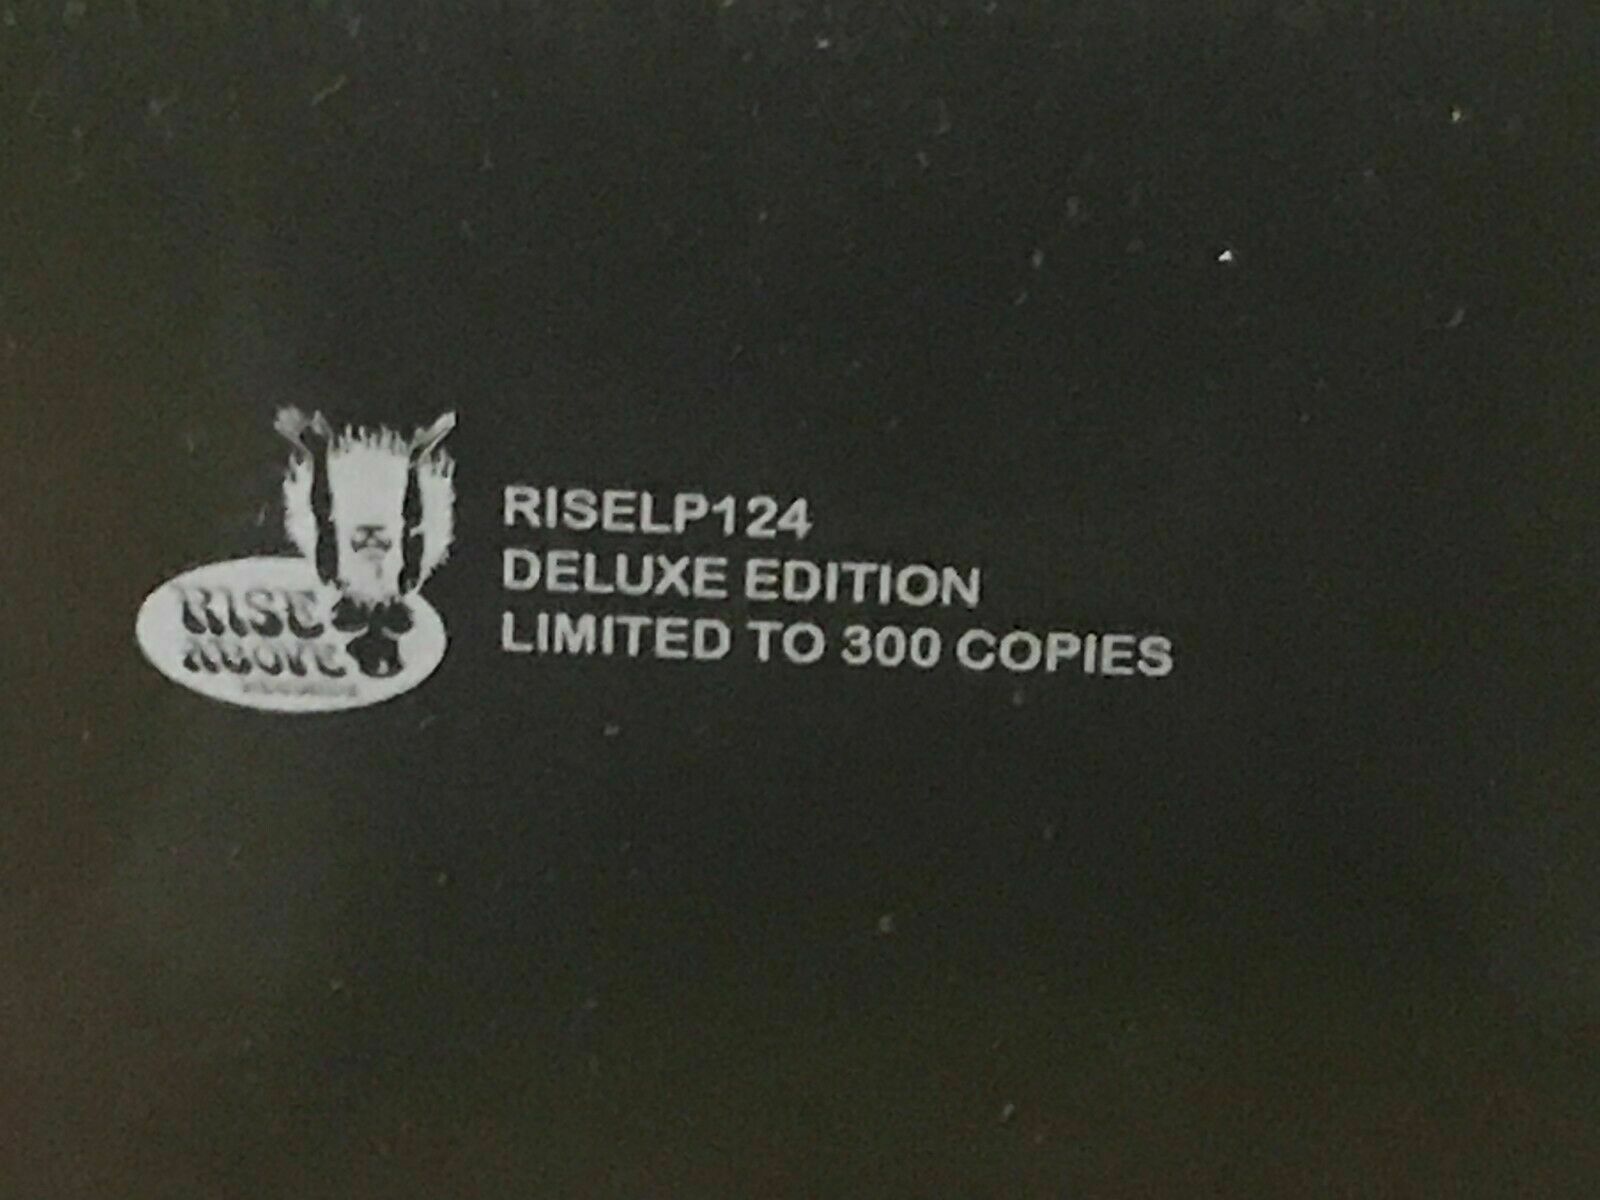 RISE
ABOVE
RISELP124
DELUXE EDITION
LIMITED TO 300 COPIES